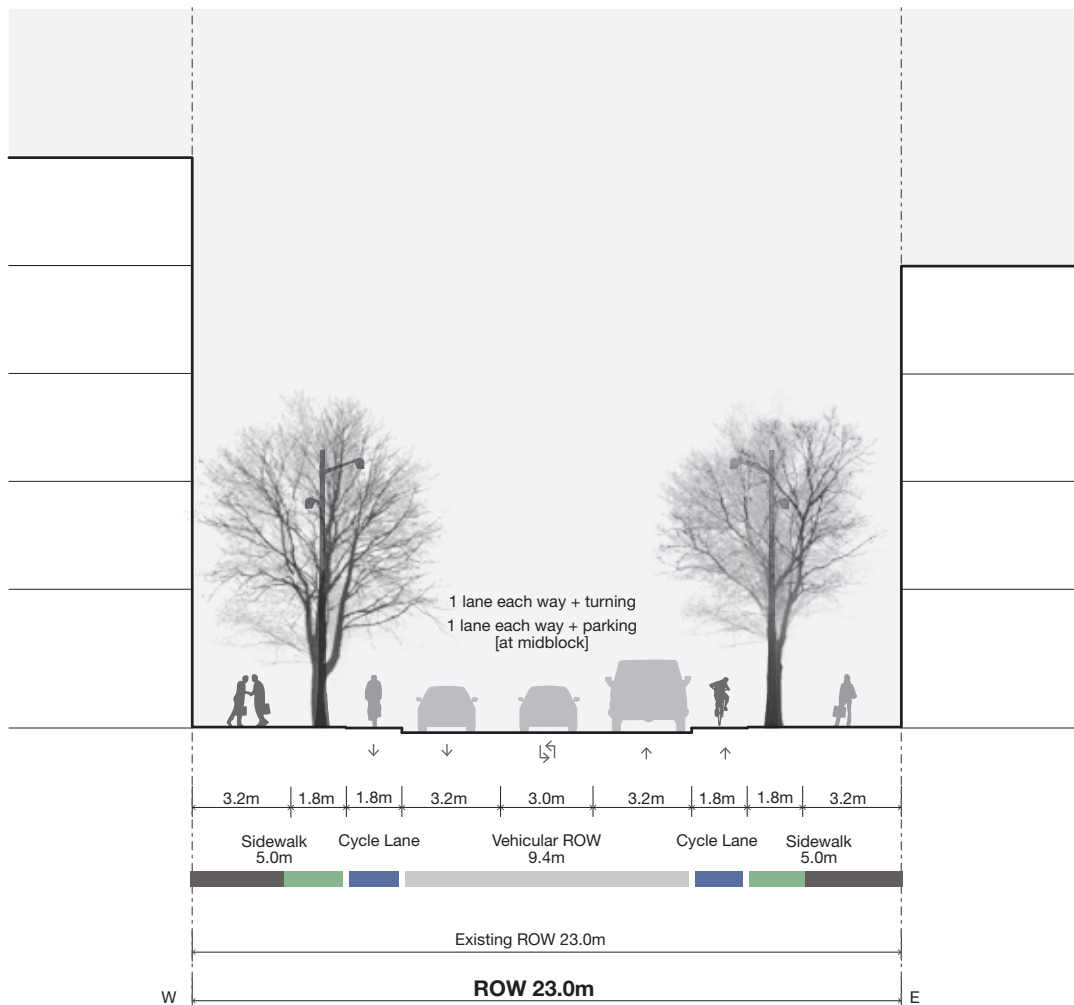 1 lane each way + turning
1 lane each way + parking
[at midblock]
3.2m 1.8m 1.8m 3.2m 3.0m 3.2m 1.8m 1.8m 3.2m
Sidewalk Cycle Lane Vehicular ROW Cycle Lane Sidewalk
5.0m 9.4m 5.0m
Existing ROW 23.0m
W ROW 23.0m E